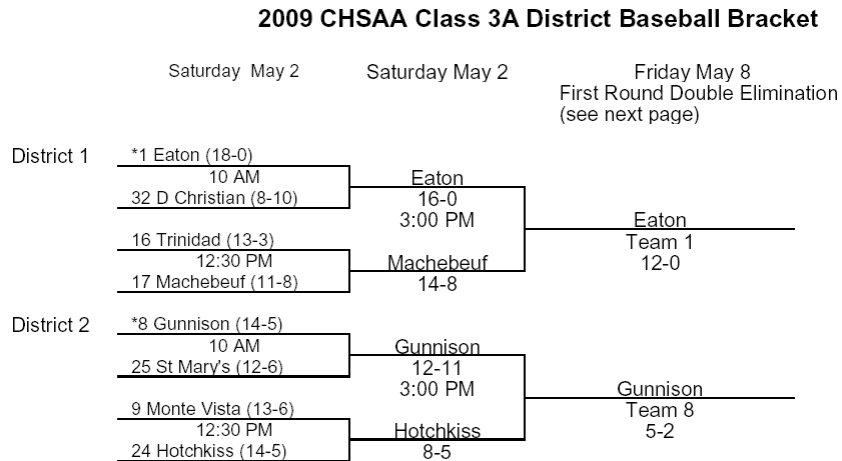 2009 CHSAA Class 3A District Baseball Bracket
Saturday May 2
Saturday May 2
Friday May 8
First Round Double Elimination
(see next page)
District 1
*1 Eaton (18-0)
10 AM
32 D Christian (8-10)
Eaton
16-0
3:00 PM
16 Trinidad (13-3)
12:30 PM
17 Machebeuf (11-8)
Machebeuf
14-8
Eaton
Team 1
12-0
District 2
*8 Gunnison (14-5)
10 AM
25 St Mary's (12-6)
Gunnison
12-11
3:00 PM
9 Monte Vista (13-6)
12:30 PM
24 Hotchkiss (14-5)
Hotchkiss
8-5
Gunnison
Team 8
5-2